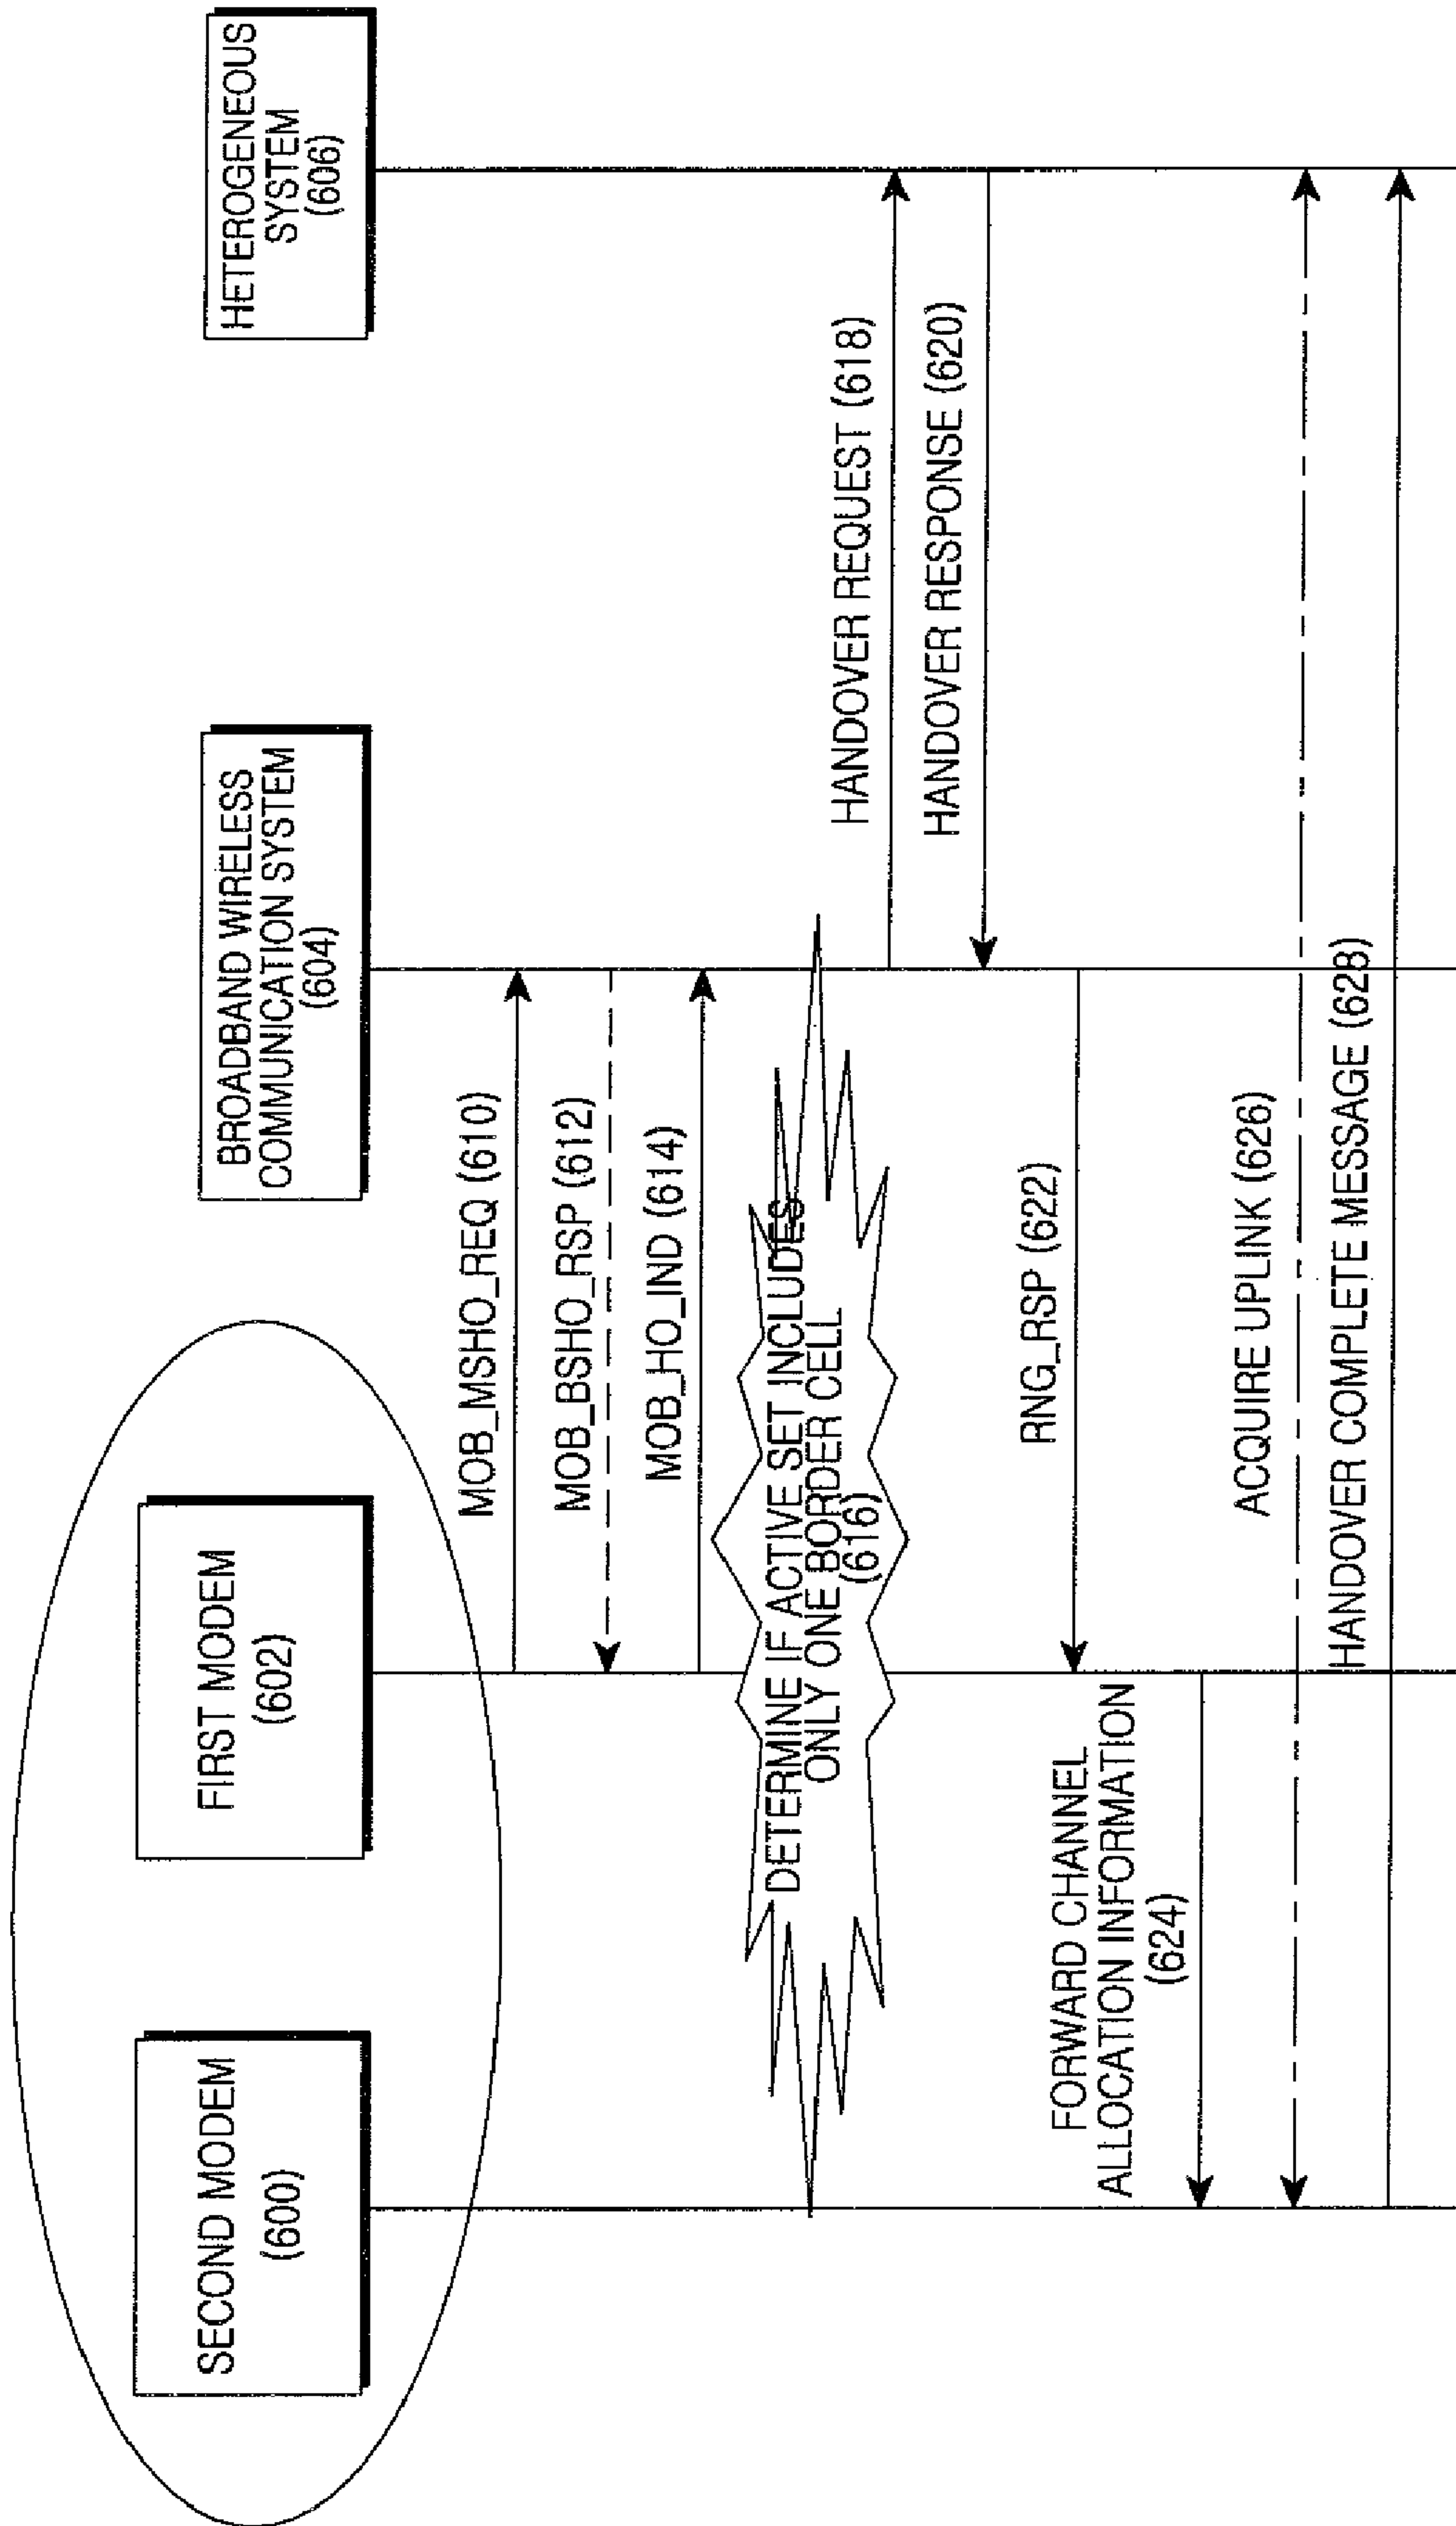 SECOND MODEM
(600)
FIRST MODEM
(602)
BROADBAND WIRELESS
COMMUNICATION SYSTEM
(604)
HETEROGENEOUS
SYSTEM
(606)
MOB_MSHO_REQ (610)
MOB_BSHO_RSP (612)
MOB_HO_IND (614)
DETERMINE IF ACTIVE SET INCLUDES
ONLY ONE BORDER CELL
(616)
HANDOVER REQUEST (618)
HANDOVER RESPONSE (620)
RNG_RSP (622)
FORWARD CHANNEL
ALLOCATION INFORMATION
(624)
ACQUIRE UPLINK (626)
HANDOVER COMPLETE MESSAGE (628)